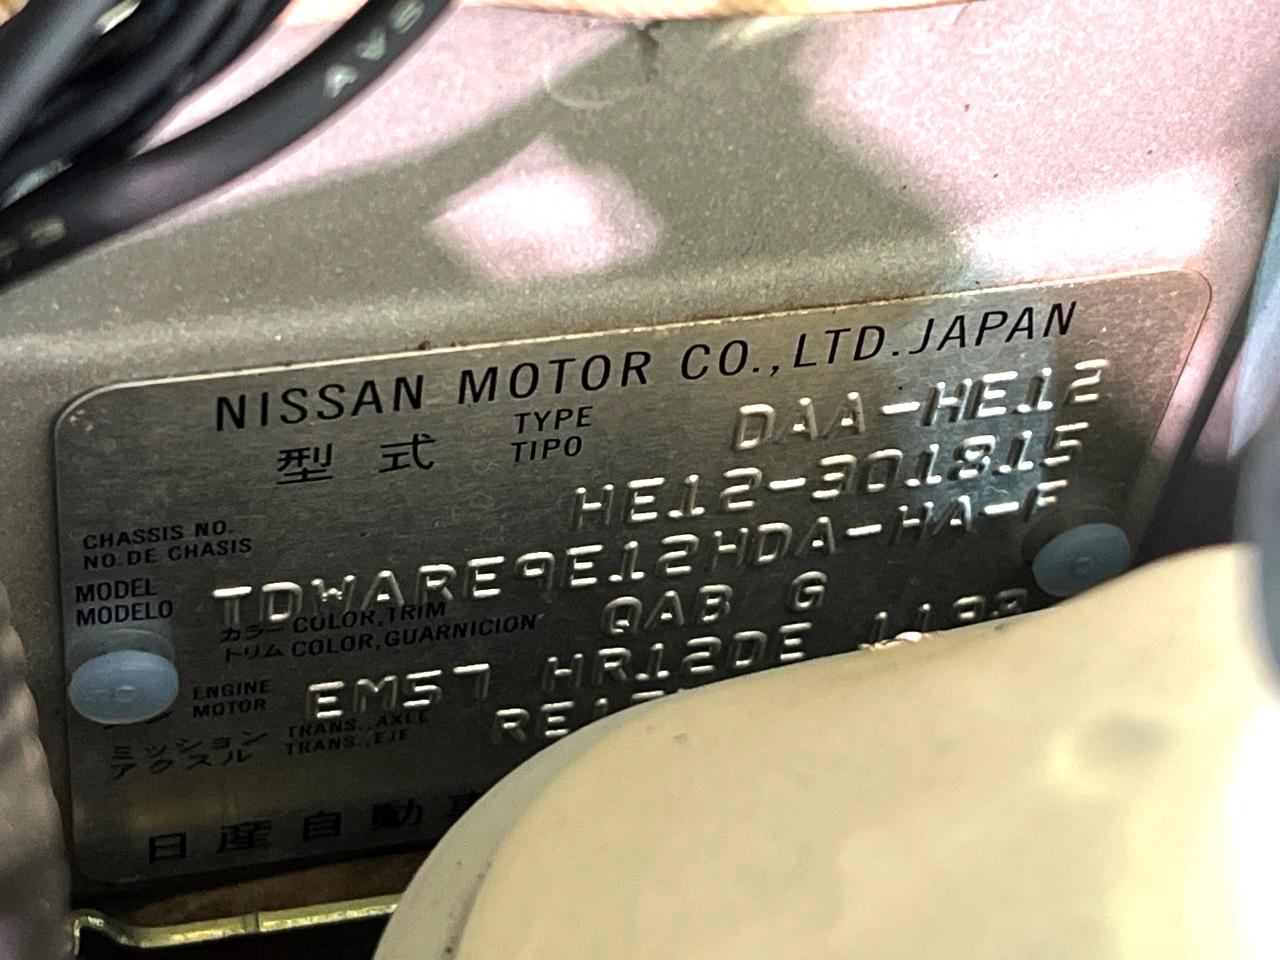 NISSAN MOTOR CO.,LTD.JAPAN
型式 TYPE TIPO DAA-HE12
CHASSIS NO. NO.DE CHASIS HE12-301815
MODEL MODELO TDWARE9E12HDA-HA-F
カラー COLOR,TRIM QAB G
トリム COLOR,GUARNICION
ENGINE MOTOR EM57 HR12DE
ミッション TRANS.,AXLE
アクスル TRANS.,EJE
日産自動